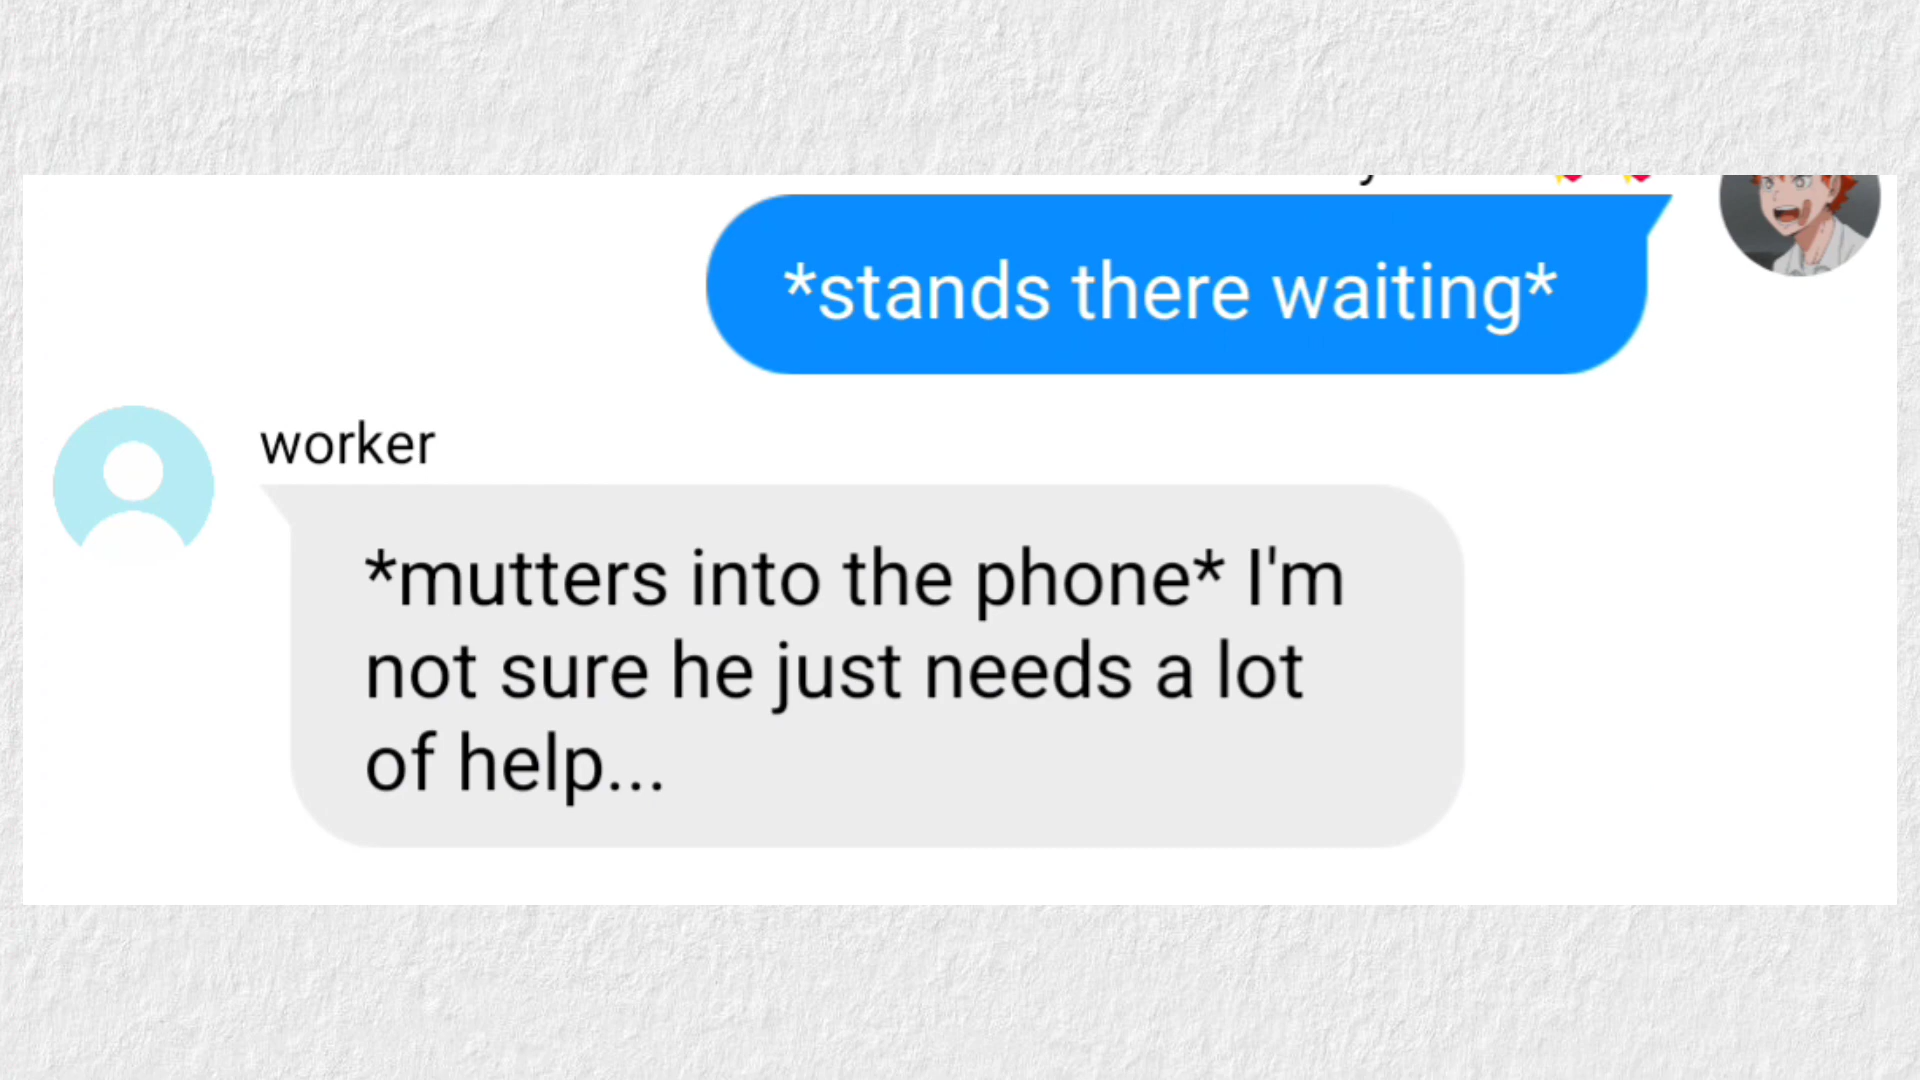 *stands there waiting*
worker
*mutters into the phone* I'm
not sure he just needs a lot
of help...